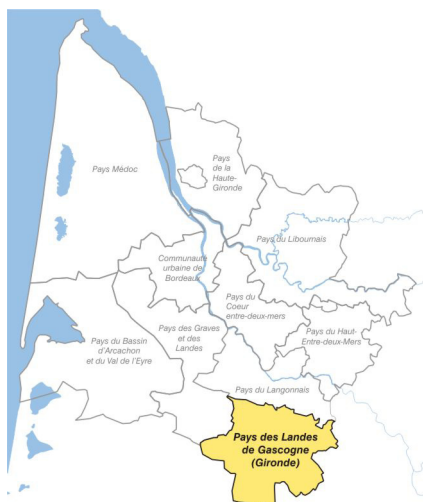 Pays Médoc
Pays
de la
Haute-
Gironde
Pays du Libournais
Communauté
urbaine de
Bordeaux
Pays du
Coeur
entre-deux-mers
Pays des Graves
et des
Landes
Pays du Haut-
Entre-deux-Mers
Pays du Bassin
d'Arcachon
et du Val de l'Eyre
Pays du Langonnais
Pays des Landes
de Gascogne
(Gironde)